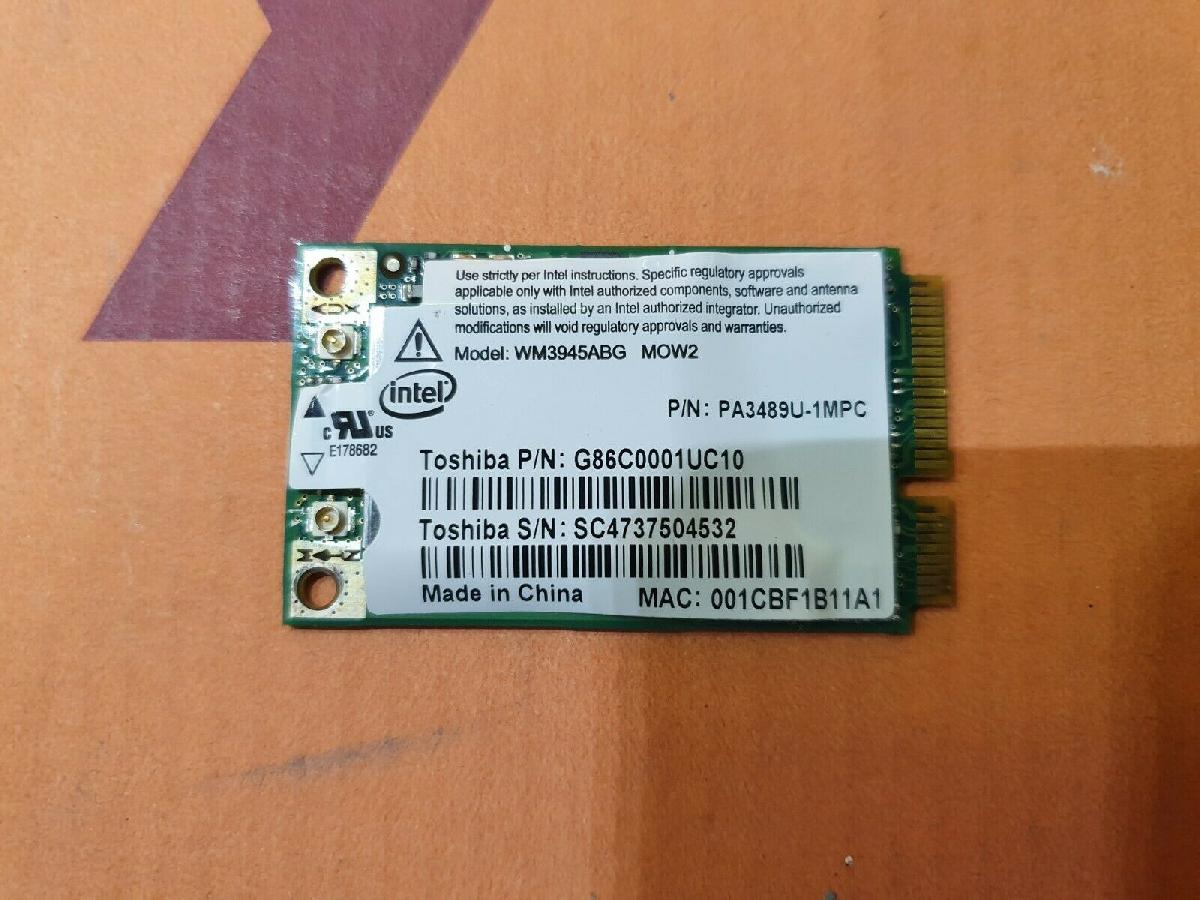 Use strictly per Intel instructions. Specific regulatory approvals
applicable only with Intel authorized components, software and antenna
solutions, as installed by an Intel authorized integrator. Unauthorized
modifications will void regulatory approvals and warranties.
Model: WM3945ABG MOW2
intel
P/N: PA3489U-1MPC
c RU® US
E178682
Toshiba P/N: G86C0001UC10
Toshiba S/N: SC4737504532
Made in China
MAC: 001CBF1B11A1